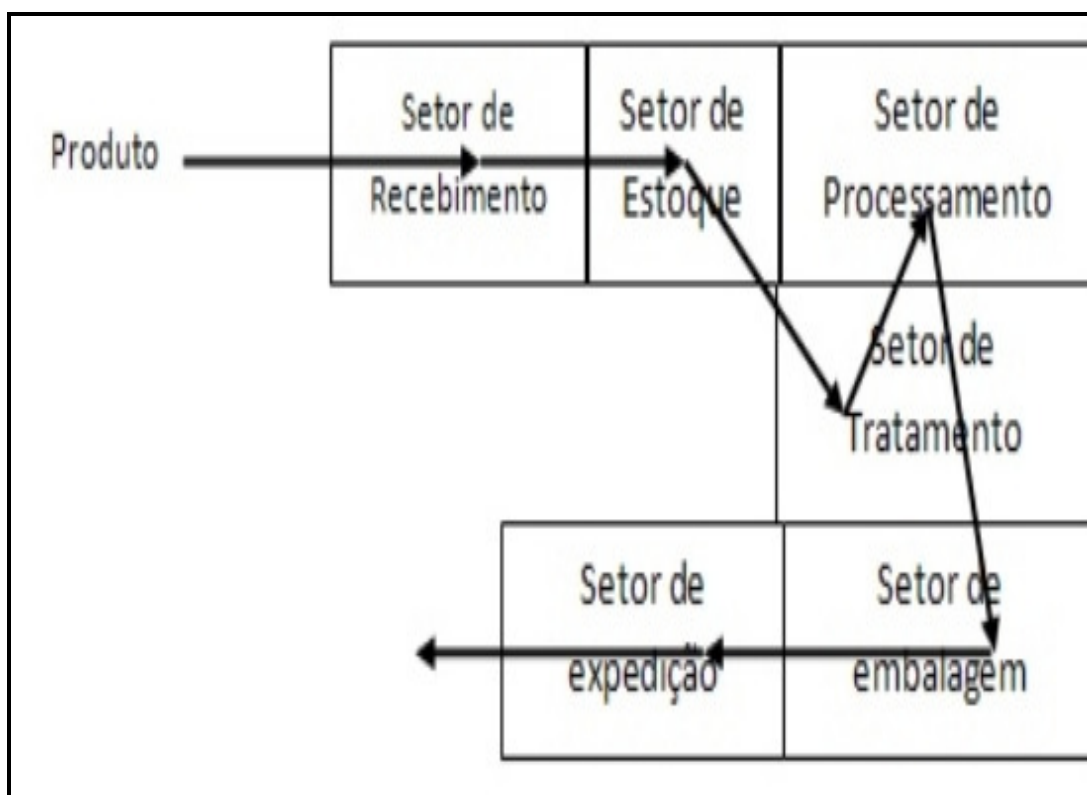 Produto
Setor de
Recebimento
Setor de
Estoque
Setor de
Processamento
Setor de
Tratamento
Setor de
expedição
Setor de
embalagem